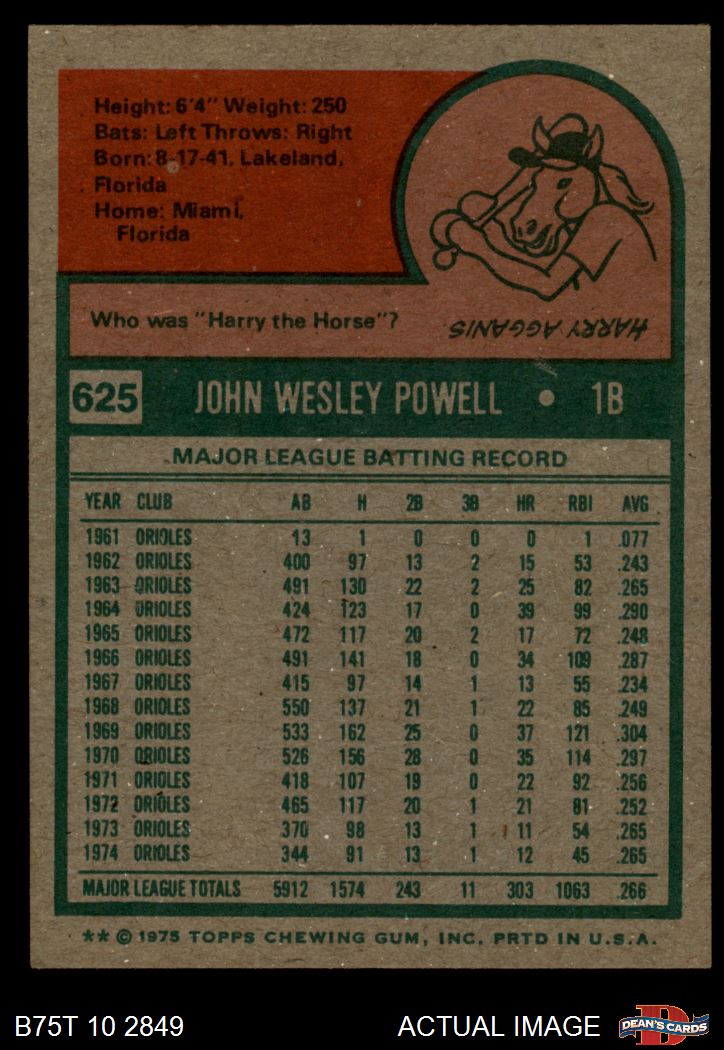 Height: 6'4" Weight: 250
Bats: Left Throws: Right
Born: 8-17-41, Lakeland,
Florida
Home: Miami,
Florida
Who was "Harry the Horse"?
HARRY AGGANIS
625 JOHN WESLEY POWELL • 1B
MAJOR LEAGUE BATTING RECORD
YEAR CLUB AB H 2B 3B HR RBI AVG
1961 ORIOLES 13 1 0 0 0 1 .077
1962 ORIOLES 400 97 13 2 15 53 .243
1963 ORIOLES 491 130 22 2 25 82 .265
1964 ORIOLES 424 123 17 0 39 99 .290
1965 ORIOLES 472 117 20 2 17 72 .248
1966 ORIOLES 491 141 18 0 34 109 .287
1967 ORIOLES 415 97 14 1 13 55 .234
1968 ORIOLES 550 137 21 1 22 85 .249
1969 ORIOLES 533 162 25 0 37 121 .304
1970 ORIOLES 526 156 28 0 35 114 .297
1971 ORIOLES 418 107 19 0 22 92 .256
1972 ORIOLES 465 117 20 1 21 81 .252
1973 ORIOLES 370 98 13 1 11 54 .265
1974 ORIOLES 344 91 13 1 12 45 .265
MAJOR LEAGUE TOTALS 5912 1574 243 11 303 1063 .266
** © 1975 TOPPS CHEWING GUM, INC. PRTD IN U.S.A.
B75T 10 2849 ACTUAL IMAGE
D
DEAN'S CARDS